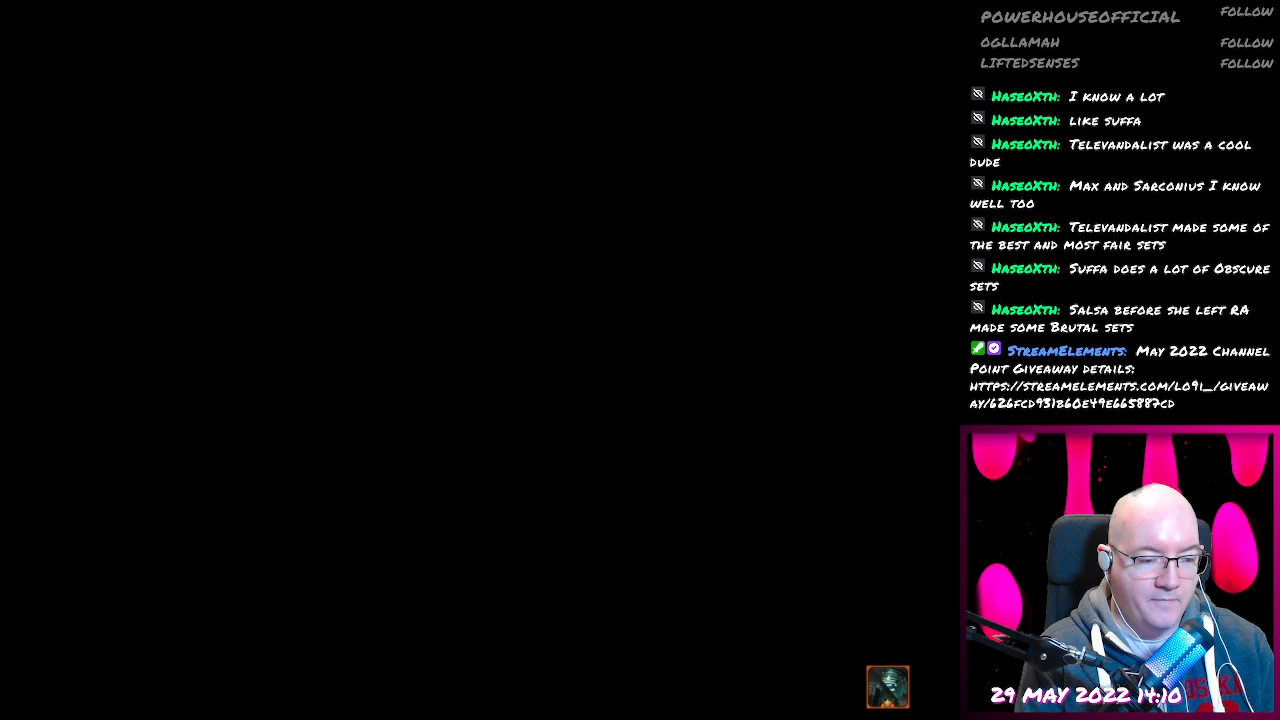 POWERHOUSEOFFICIAL FOLLOW
OGLLAMAH FOLLOW
LIFTEDSENSES FOLLOW
HaseoXth: I know a lot
HaseoXth: like suffa
HaseoXth: Televandalist was a cool
dude
HaseoXth: Max and Sarconius I know
well too
HaseoXth: Televandalist made some of
the best and most fair sets
HaseoXth: Suffa does a lot of Obscure
sets
HaseoXth: Salsa before she left RA
made some Brutal sets
StreamElements: May 2022 Channel
Point Giveaway details:
https://streamelements.com/lo9i_/giveaw
ay/626fcd931860e49e665887cd
29 MAY 2022 14:10